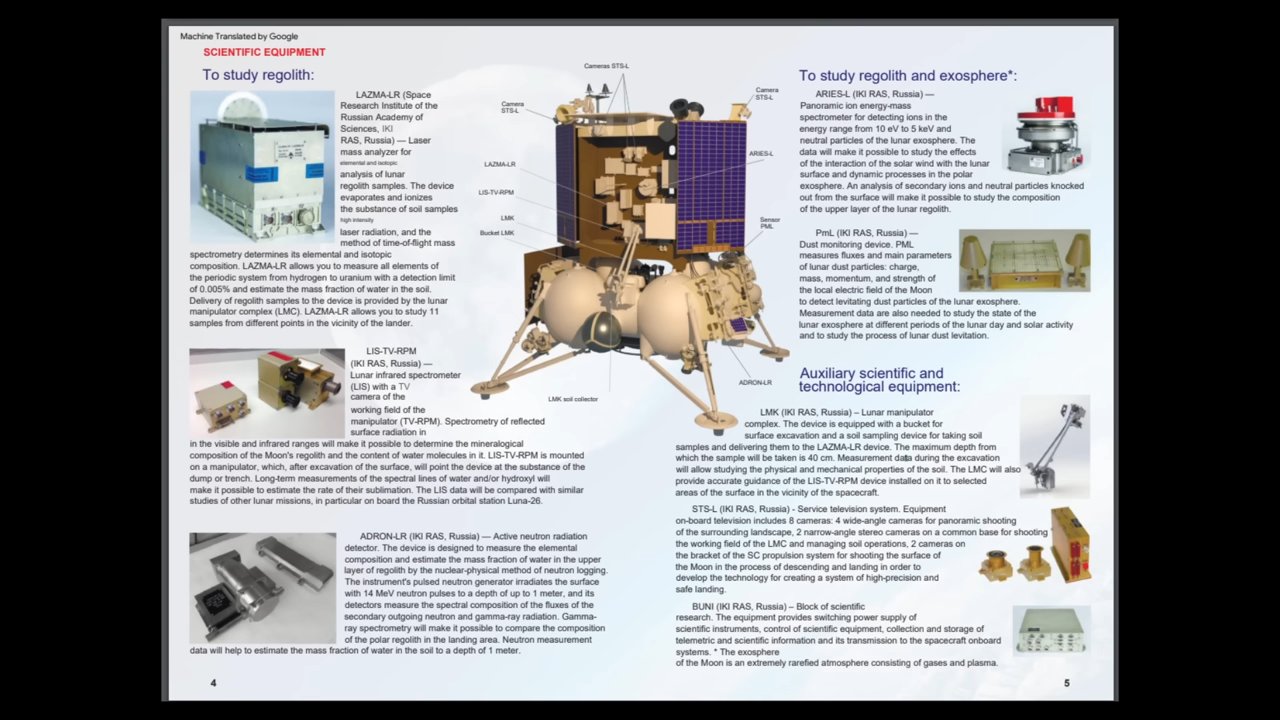 Machine Translated by Google
SCIENTIFIC EQUIPMENT
To study regolith:
LAZMA-LR (Space
Research Institute of the
Russian Academy of
Sciences, IKI
RAS, Russia) — Laser
mass analyzer for
elemental and isotopic
analysis of lunar
regolith samples. The device
evaporates and ionizes
the substance of soil samples
high intensity
laser radiation, and the
method of time-of-flight mass
spectrometry determines its elemental and isotopic
composition. LAZMA-LR allows you to measure all elements of
the periodic system from hydrogen to uranium with a detection limit
of 0.005% and estimate the mass fraction of water in the soil.
Delivery of regolith samples to the device is provided by the lunar
manipulator complex (LMC). LAZMA-LR allows you to study 11
samples from different points in the vicinity of the lander.
LIS-TV-RPM
(IKI RAS, Russia) —
Lunar infrared spectrometer
(LIS) with a TV
camera of the
working field of the
manipulator (TV-RPM). Spectrometry of reflected
surface radiation in
in the visible and infrared ranges will make it possible to determine the mineralogical
composition of the Moon's regolith and the content of water molecules in it. LIS-TV-RPM is mounted
on a manipulator, which, after excavation of the surface, will point the device at the substance of the
dump or trench. Long-term measurements of the spectral lines of water and/or hydroxyl will
make it possible to estimate the rate of their sublimation. The LIS data will be compared with similar
studies of other lunar missions, in particular on board the Russian orbital station Luna-26.
ADRON-LR (IKI RAS, Russia) — Active neutron radiation
detector. The device is designed to measure the elemental
composition and estimate the mass fraction of water in the upper
layer of regolith by the nuclear-physical method of neutron logging.
The instrument's pulsed neutron generator irradiates the surface
with 14 MeV neutron pulses to a depth of up to 1 meter, and its
detectors measure the spectral composition of the fluxes of the
secondary outgoing neutron and gamma-ray radiation. Gamma-
ray spectrometry will make it possible to compare the composition
of the polar regolith in the landing area. Neutron measurement
data will help to estimate the mass fraction of water in the soil to a depth of 1 meter.
4
Cameras STS-L
Camera
STS-L
Camera
STS-L
ARIES-L
LAZMA-LR
LIS-TV-RPM
LMK
Bucket LMK
Sensor
PML
ADRON-LR
LMK soil collector
To study regolith and exosphere*:
ARIES-L (IKI RAS, Russia) —
Panoramic ion energy-mass
spectrometer for detecting ions in the
energy range from 10 eV to 5 keV and
neutral particles of the lunar exosphere. The
data will make it possible to study the effects
of the interaction of the solar wind with the lunar
surface and dynamic processes in the polar
exosphere. An analysis of secondary ions and neutral particles knocked
out from the surface will make it possible to study the composition
of the upper layer of the lunar regolith.
PmL (IKI RAS, Russia) —
Dust monitoring device. PML
measures fluxes and main parameters
of lunar dust particles: charge,
mass, momentum, and strength of
the local electric field of the Moon
to detect levitating dust particles of the lunar exosphere.
Measurement data are also needed to study the state of the
lunar exosphere at different periods of the lunar day and solar activity
and to study the process of lunar dust levitation.
Auxiliary scientific and
technological equipment:
LMK (IKI RAS, Russia) – Lunar manipulator
complex. The device is equipped with a bucket for
surface excavation and a soil sampling device for taking soil
samples and delivering them to the LAZMA-LR device. The maximum depth from
which the sample will be taken is 40 cm. Measurement data during the excavation
will allow studying the physical and mechanical properties of the soil. The LMC will also
provide accurate guidance of the LIS-TV-RPM device installed on it to selected
areas of the surface in the vicinity of the spacecraft.
STS-L (IKI RAS, Russia) - Service television system. Equipment
on-board television includes 8 cameras: 4 wide-angle cameras for panoramic shooting
of the surrounding landscape, 2 narrow-angle stereo cameras on a common base for shooting
the working field of the LMC and managing soil operations, 2 cameras on
the bracket of the SC propulsion system for shooting the surface of
the Moon in the process of descending and landing in order to
develop the technology for creating a system of high-precision and
safe landing.
BUNI (IKI RAS, Russia) – Block of scientific
research. The equipment provides switching power supply of
scientific instruments, control of scientific equipment, collection and storage of
telemetric and scientific information and its transmission to the spacecraft onboard
systems. * The exosphere
of the Moon is an extremely rarefied atmosphere consisting of gases and plasma.
5